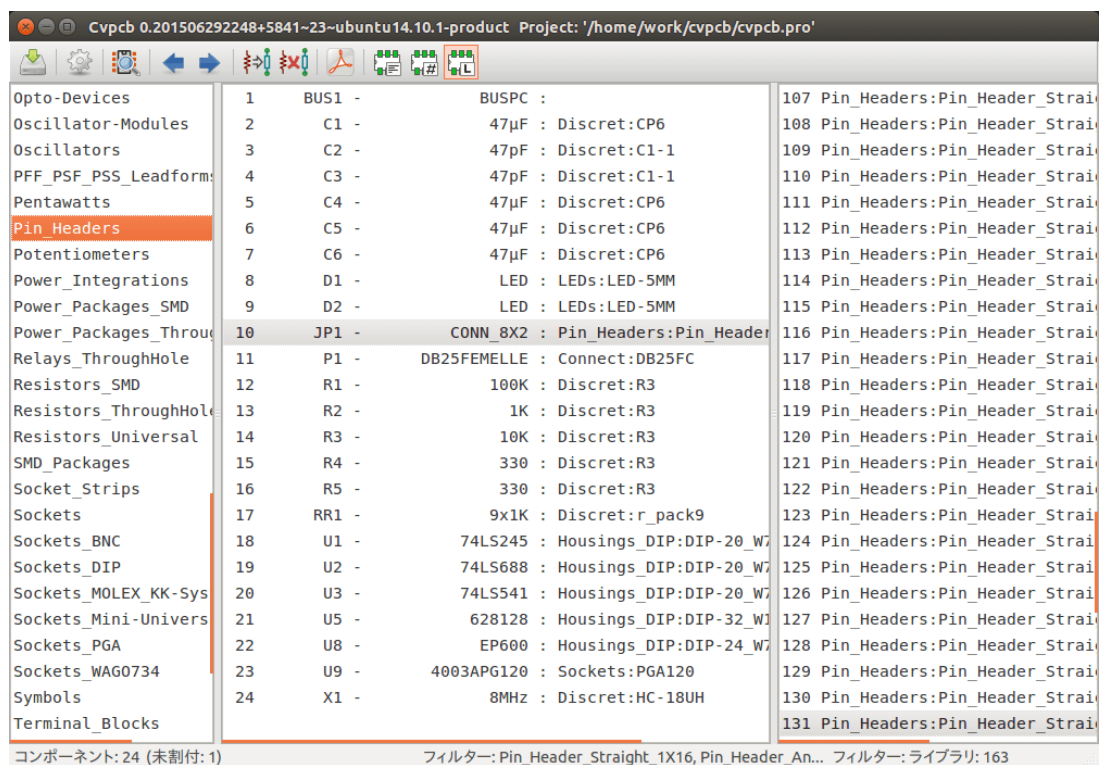 Cvpcb 0.201506292248+5841~23~ubuntu14.10.1-product Project: '/home/work/cvpcb/cvpcb.pro'
Opto-Devices
Oscillator-Modules
Oscillators
PFF_PSF_PSS_Leadforms
Pentawatts
Pin_Headers
Potentiometers
Power_Integrations
Power_Packages_SMD
Power_Packages_Throug
Relays_ThroughHole
Resistors_SMD
Resistors_ThroughHole
Resistors_Universal
SMD_Packages
Socket_Strips
Sockets
Sockets_BNC
Sockets_DIP
Sockets_MOLEX_KK-Sys
Sockets_Mini-Univers
Sockets_PGA
Sockets_WAGO734
Symbols
Terminal_Blocks
1 BUS1 - BUSPC :
2 C1 - 47µF : Discret:CP6
3 C2 - 47pF : Discret:C1-1
4 C3 - 47pF : Discret:C1-1
5 C4 - 47µF : Discret:CP6
6 C5 - 47µF : Discret:CP6
7 C6 - 47µF : Discret:CP6
8 D1 - LED : LEDs:LED-5MM
9 D2 - LED : LEDs:LED-5MM
10 JP1 - CONN_8X2 : Pin_Headers:Pin_Header
11 P1 - DB25FEMELLE : Connect:DB25FC
12 R1 - 100K : Discret:R3
13 R2 - 1K : Discret:R3
14 R3 - 10K : Discret:R3
15 R4 - 330 : Discret:R3
16 R5 - 330 : Discret:R3
17 RR1 - 9x1K : Discret:r_pack9
18 U1 - 74LS245 : Housings_DIP:DIP-20_W7
19 U2 - 74LS688 : Housings_DIP:DIP-20_W7
20 U3 - 74LS541 : Housings_DIP:DIP-20_W7
21 U5 - 628128 : Housings_DIP:DIP-32_W1
22 U8 - EP600 : Housings_DIP:DIP-24_W7
23 U9 - 4003APG120 : Sockets:PGA120
24 X1 - 8MHz : Discret:HC-18UH
107 Pin_Headers:Pin_Header_Strai
108 Pin_Headers:Pin_Header_Strai
109 Pin_Headers:Pin_Header_Strai
110 Pin_Headers:Pin_Header_Strai
111 Pin_Headers:Pin_Header_Strai
112 Pin_Headers:Pin_Header_Strai
113 Pin_Headers:Pin_Header_Strai
114 Pin_Headers:Pin_Header_Strai
115 Pin_Headers:Pin_Header_Strai
116 Pin_Headers:Pin_Header_Strai
117 Pin_Headers:Pin_Header_Strai
118 Pin_Headers:Pin_Header_Strai
119 Pin_Headers:Pin_Header_Strai
120 Pin_Headers:Pin_Header_Strai
121 Pin_Headers:Pin_Header_Strai
122 Pin_Headers:Pin_Header_Strai
123 Pin_Headers:Pin_Header_Strai
124 Pin_Headers:Pin_Header_Strai
125 Pin_Headers:Pin_Header_Strai
126 Pin_Headers:Pin_Header_Strai
127 Pin_Headers:Pin_Header_Strai
128 Pin_Headers:Pin_Header_Strai
129 Pin_Headers:Pin_Header_Strai
130 Pin_Headers:Pin_Header_Strai
131 Pin_Headers:Pin_Header_Strai
コンポーネント: 24 (未割付: 1)
フィルター: Pin_Header_Straight_1X16, Pin_Header_An... フィルター: ライブラリ: 163